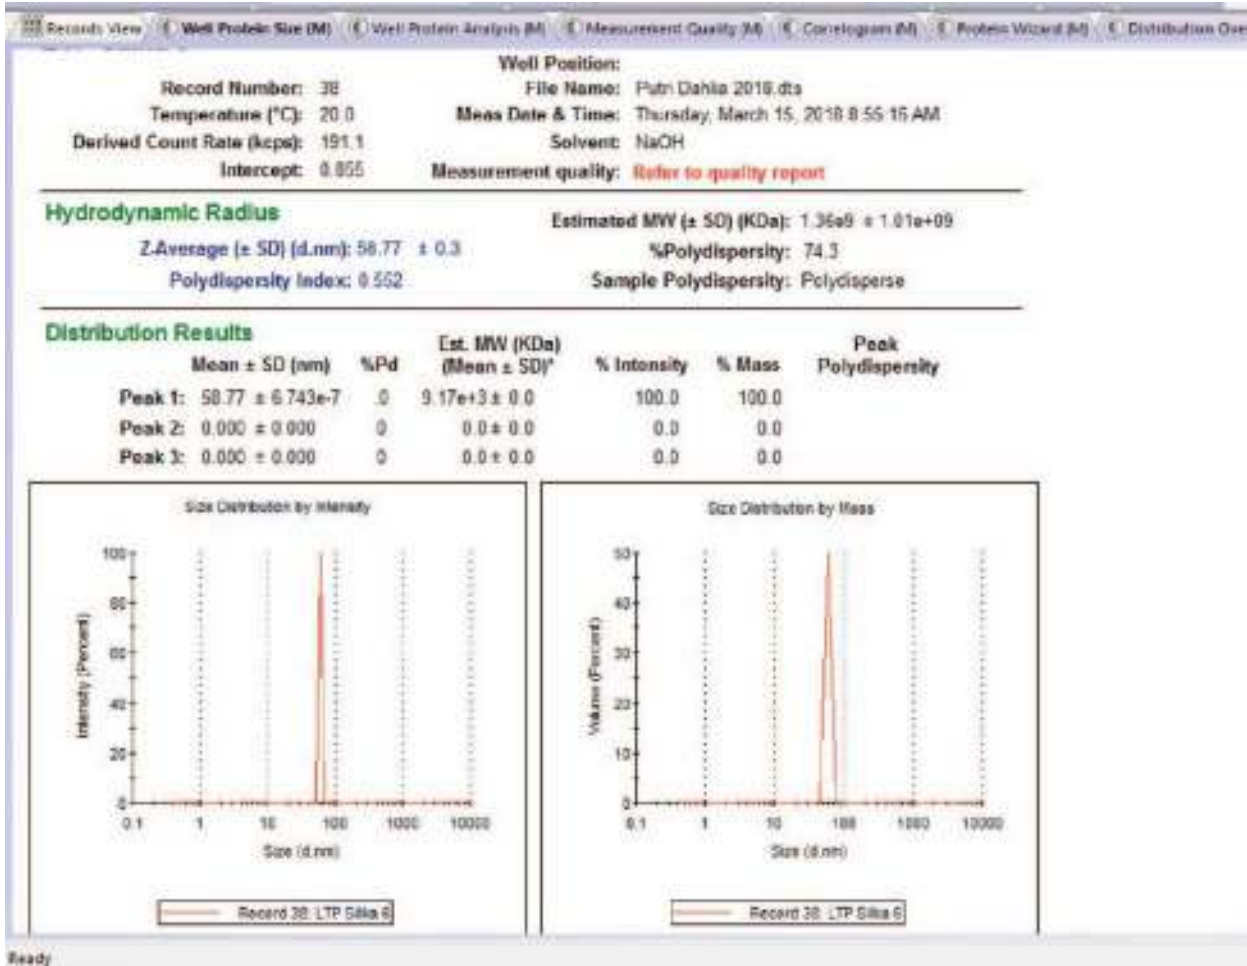 Records View Well Protein Size (M) Well Protein Analysis (M) Measurement Quality (M) Correlogram (M) Protein Wizard (M) Distribution Ove
Well Position:
Record Number: 38 File Name: Putri Dahlia 2018.dts
Temperature (°C): 20.0 Meas Date & Time: Thursday, March 15, 2018 8:55:15 AM
Derived Count Rate (kcps): 191.1 Solvent: NaOH
Intercept: 0.855 Measurement quality: Refer to quality report
Hydrodynamic Radius Estimated MW (± SD) (KDa): 1.36e9 ± 1.01e+09
Z-Average (± SD) (d.nm): 58.77 ± 0.3 %Polydispersity: 74.3
Polydispersity Index: 0.552 Sample Polydispersity: Polydisperse
Distribution Results
Mean ± SD (nm) %Pd Est. MW (KDa) (Mean ± SD)* % Intensity % Mass Peak Polydispersity
Peak 1: 58.77 ± 6.743e-7 .0 9.17e+3 ± 0.0 100.0 100.0
Peak 2: 0.000 ± 0.000 0 0.0 ± 0.0 0.0 0.0
Peak 3: 0.000 ± 0.000 0 0.0 ± 0.0 0.0 0.0
Size Distribution by Intensity
100
80
60
40
20
0
Intensity (Percent)
0.1 1 10 100 1000 10000
Size (d.nm)
Record 38: LTP Silika 6
Size Distribution by Mass
50
40
30
20
10
0
Volume (Percent)
0.1 1 10 100 1000 10000
Size (d.nm)
Record 38: LTP Silika 6
Ready